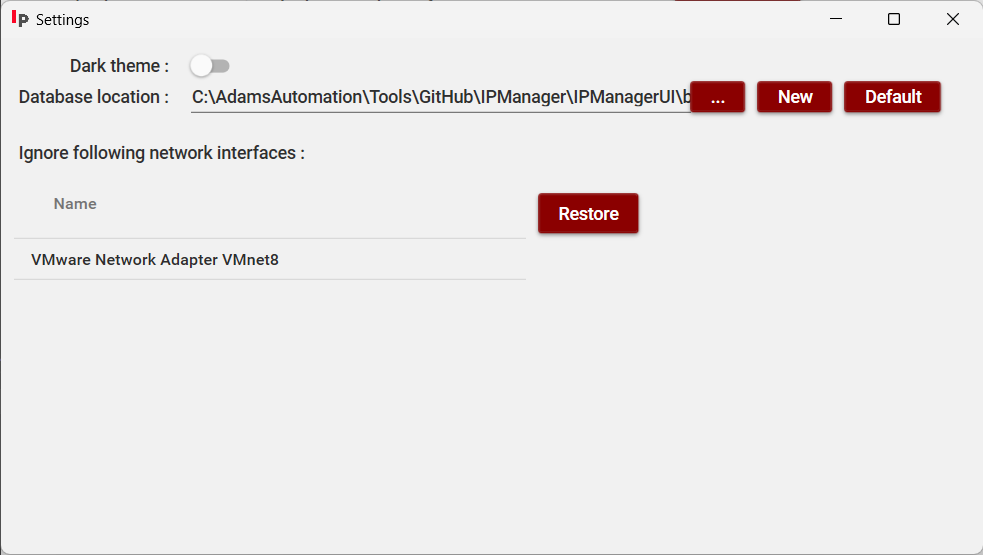 IP Settings
Dark theme :
Database location : C:\AdamsAutomation\Tools\GitHub\IPManager\IPManagerUI\b ... New Default
Ignore following network interfaces :
Name
Restore
VMware Network Adapter VMnet8